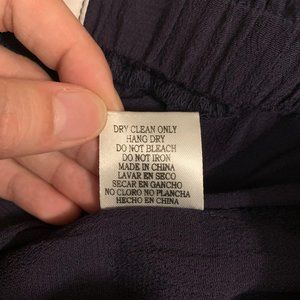 DRY CLEAN ONLY
HANG DRY
DO NOT BLEACH
DO NOT IRON
MADE IN CHINA
LAVAR EN SECO
SECAR EN GANCHO
NO CLORO NO PLANCHA
HECHO EN CHINA